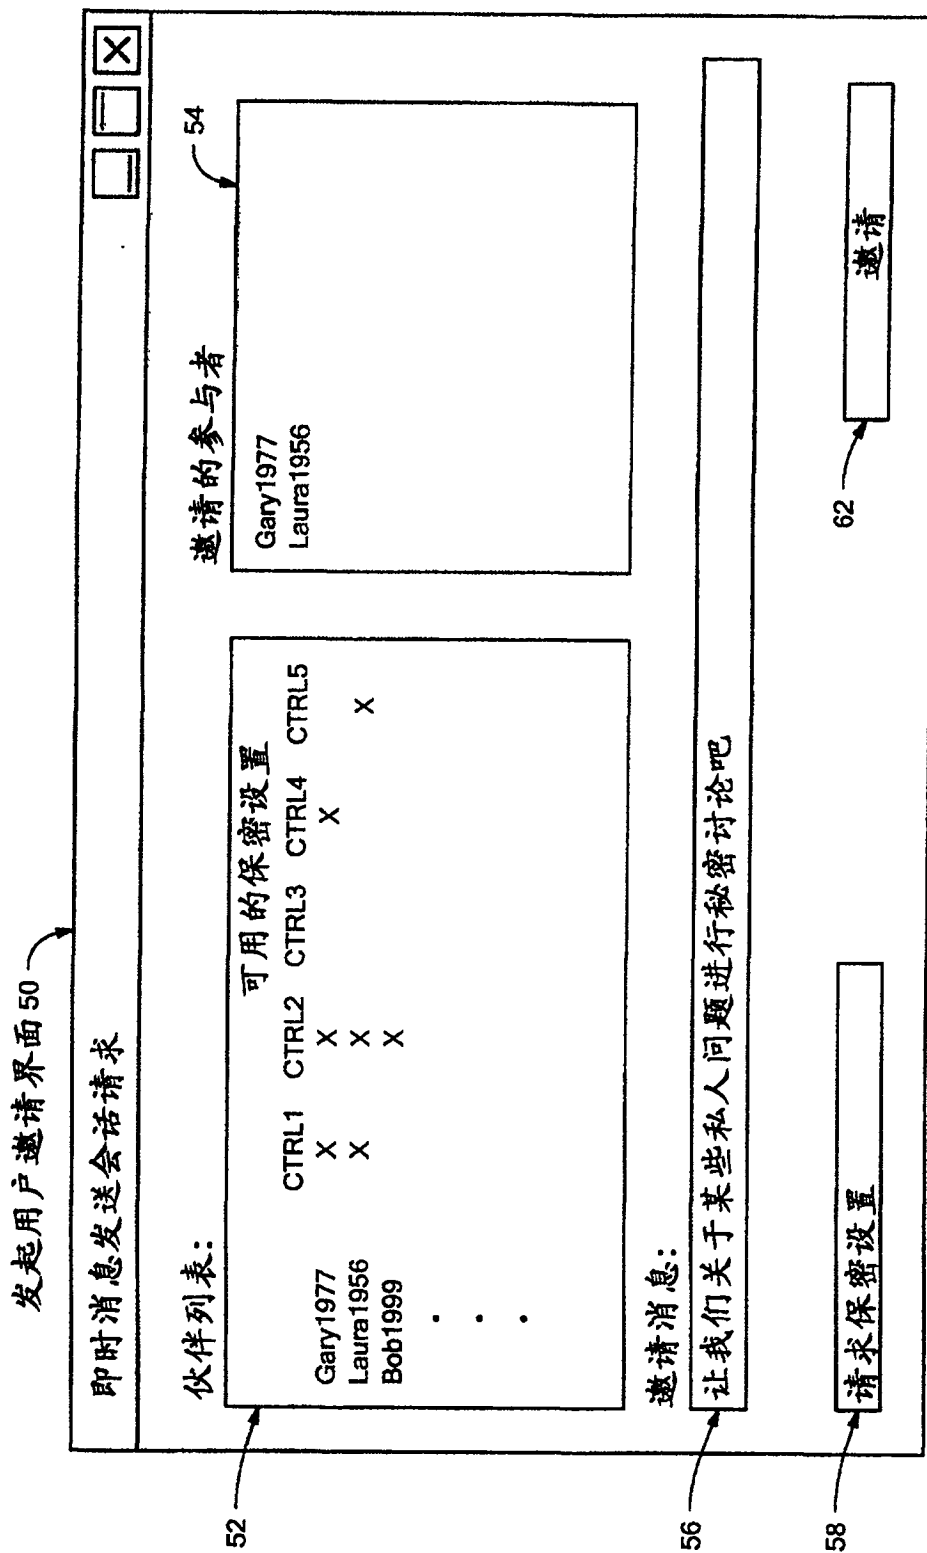 发起用户邀请界面 50
即时消息发送会话请求
X
伙伴列表:
52
可用的保密设置
CTRL1 CTRL2 CTRL3 CTRL4 CTRL5
Gary1977 X X X
Laura1956 X X X
Bob1999 X
邀请的参与者
54
Gary1977
Laura1956
邀请消息:
56
让我们关于某些私人问题进行秘密讨论吧
58
请求保密设置
62
邀请